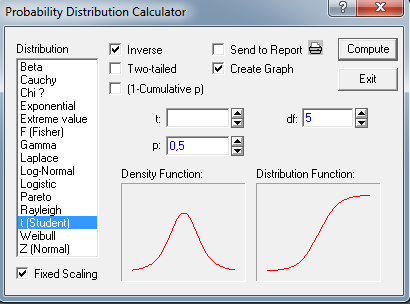 Probability Distribution Calculator
Distribution
Beta
Cauchy
Chi ?
Exponential
Extreme value
F (Fisher)
Gamma
Laplace
Log-Normal
Logistic
Pareto
Rayleigh
t (Student)
Weibull
Z (Normal)
Fixed Scaling
Inverse
Two-tailed
(1-Cumulative p)
Send to Report
Create Graph
Compute
Exit
t:
df: 5
p: 0,5
Density Function:
Distribution Function: